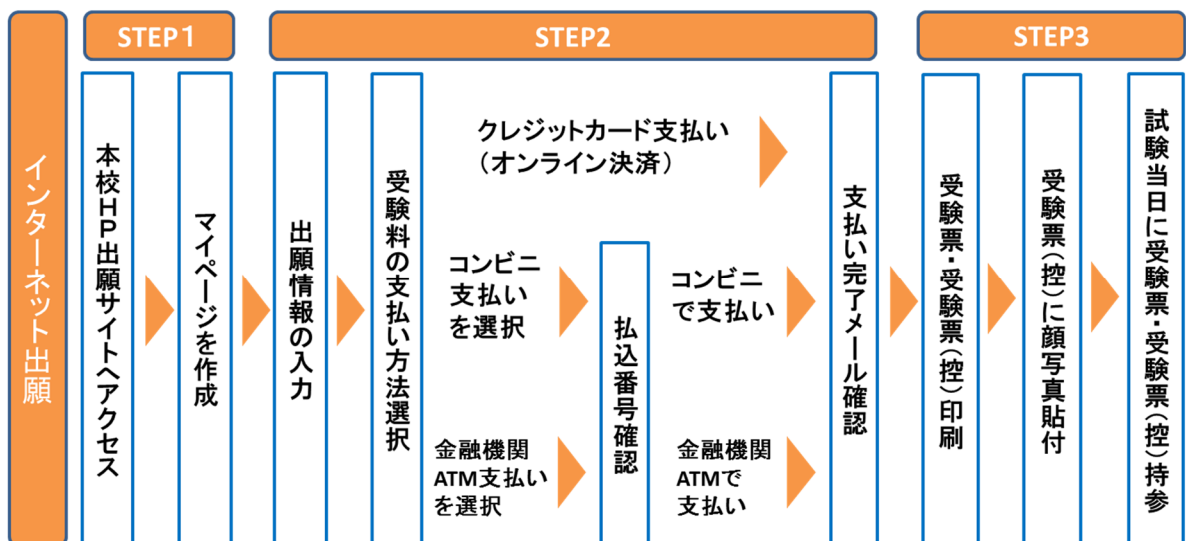 インターネット出願
STEP1
本校HP出願サイトへアクセス
マイページを作成
STEP2
出願情報の入力
受験料の支払い方法選択
クレジットカード支払い
（オンライン決済）
コンビニ
支払い
を選択
金融機関
ATM支払い
を選択
払込番号確認
コンビニ
で支払い
金融機関
ATMで
支払い
支払い完了メール確認
STEP3
受験票・受験票（控）印刷
受験票（控）に顔写真貼付
試験当日に受験票・受験票（控）持参